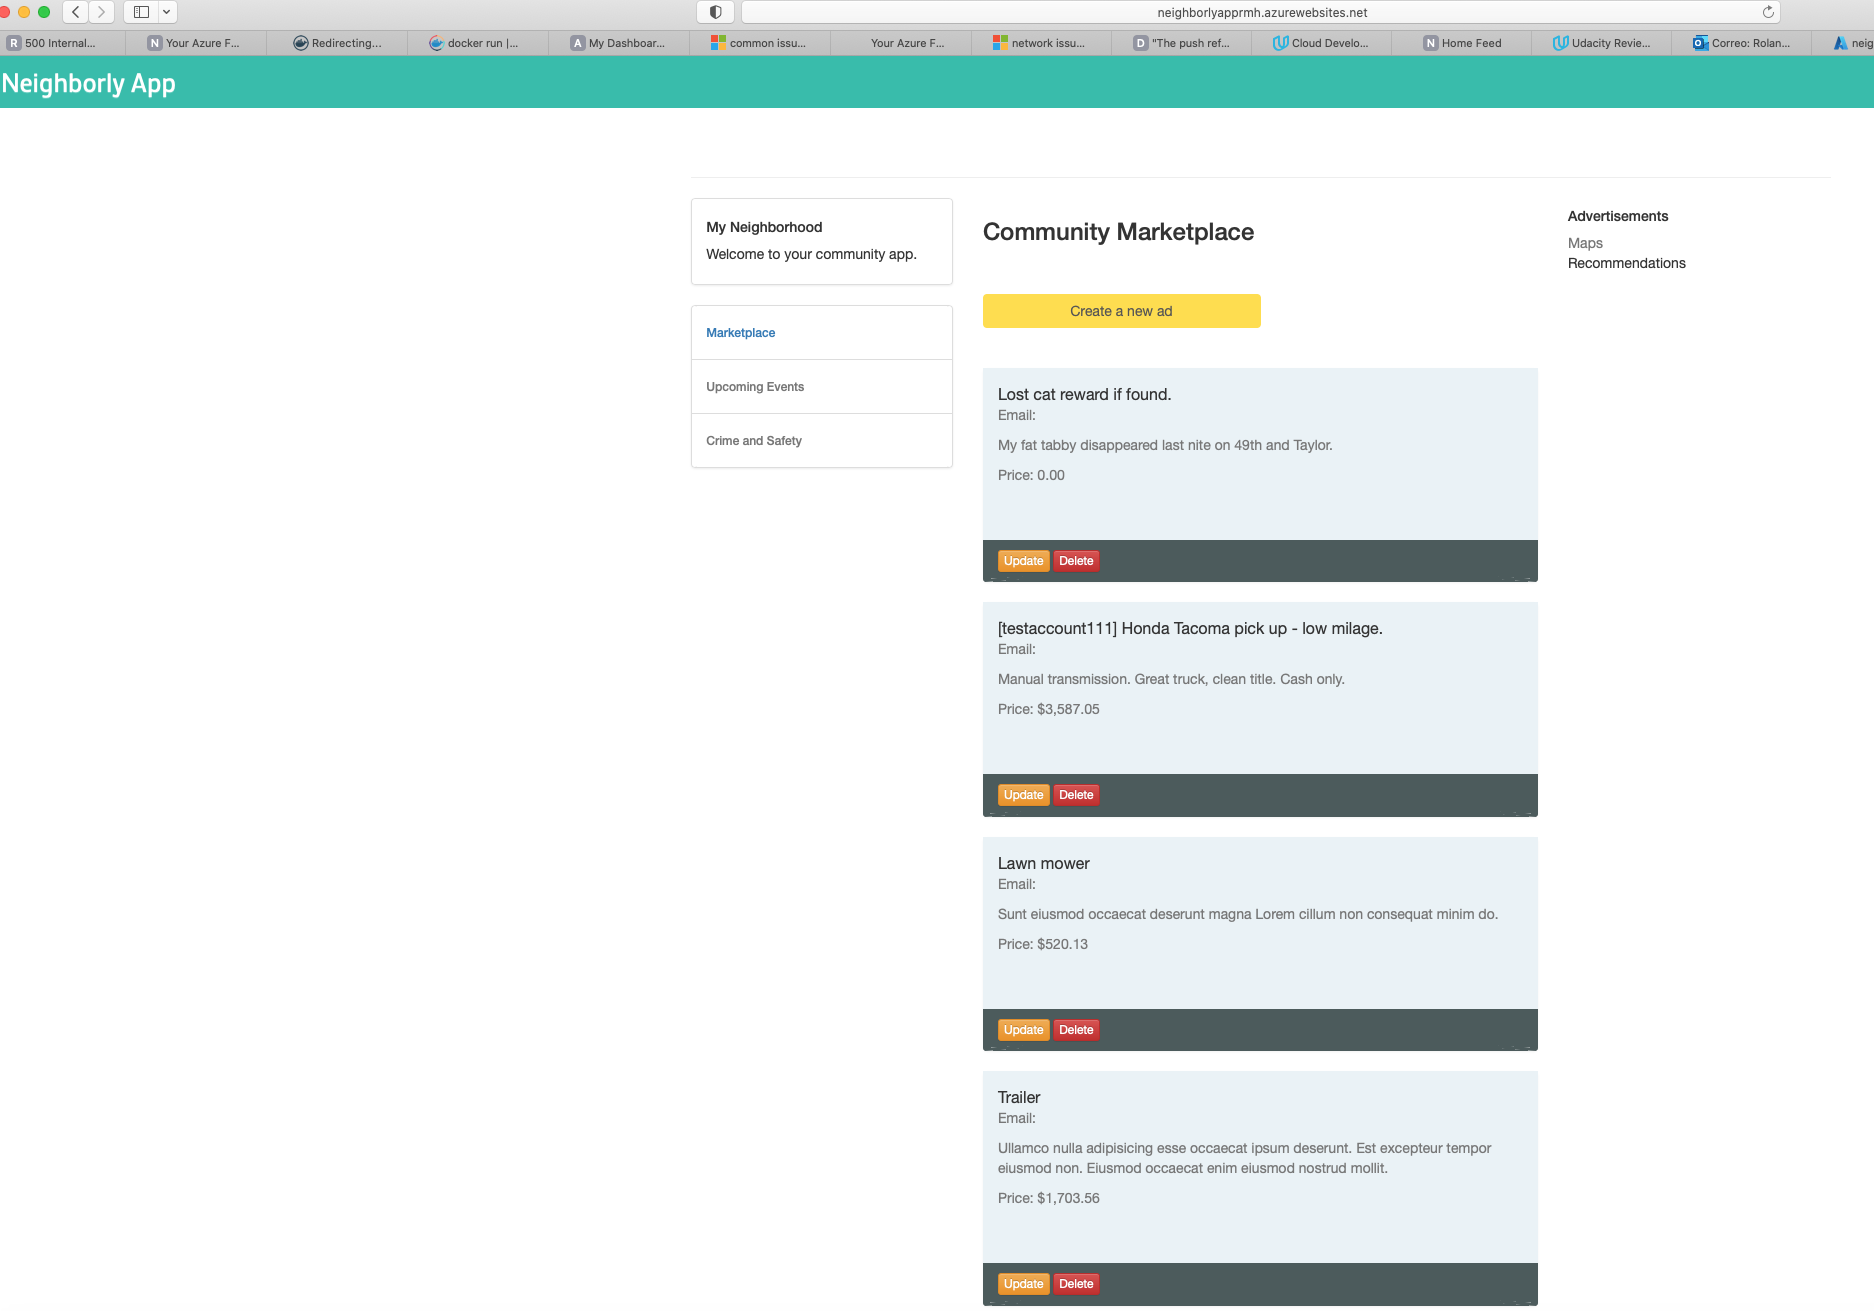 neighborlyapprmh.azurewebsites.net
R 500 Internal...
N Your Azure F...
Redirecting...
docker run |...
A My Dashboar...
common issu...
Your Azure F...
network issu...
D "The push ref...
Cloud Develo...
N Home Feed
Udacity Revie...
Correo: Rolan...
neig
Neighborly App
My Neighborhood
Welcome to your community app.
Marketplace
Upcoming Events
Crime and Safety
Community Marketplace
Create a new ad
Lost cat reward if found.
Email:
My fat tabby disappeared last nite on 49th and Taylor.
Price: 0.00
Update Delete
[testaccount111] Honda Tacoma pick up - low milage.
Email:
Manual transmission. Great truck, clean title. Cash only.
Price: $3,587.05
Update Delete
Lawn mower
Email:
Sunt eiusmod occaecat deserunt magna Lorem cillum non consequat minim do.
Price: $520.13
Update Delete
Trailer
Email:
Ullamco nulla adipisicing esse occaecat ipsum deserunt. Est excepteur tempor
eiusmod non. Eiusmod occaecat enim eiusmod nostrud mollit.
Price: $1,703.56
Update Delete
Advertisements
Maps
Recommendations